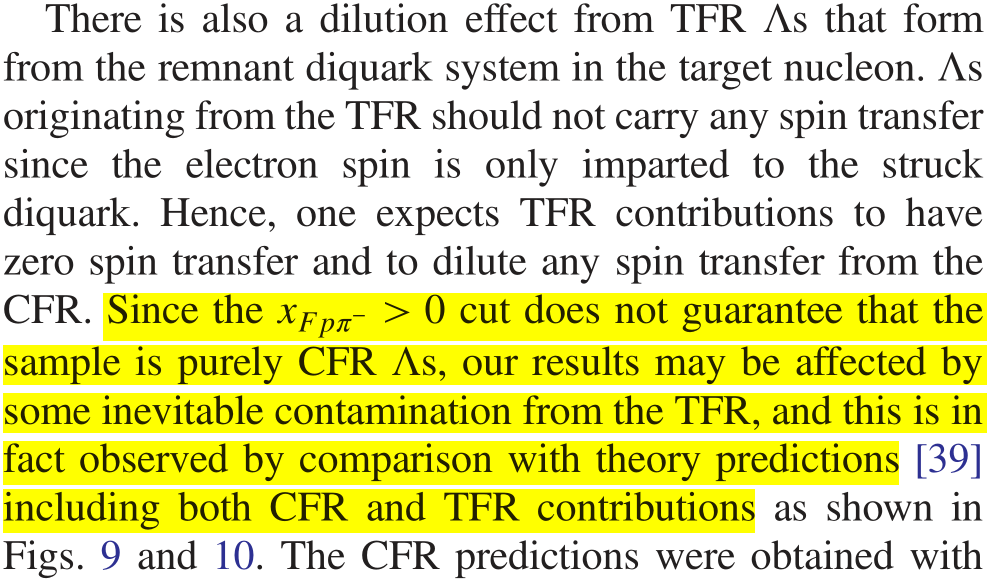 There is also a dilution effect from TFR Λs that form
from the remnant diquark system in the target nucleon. Λs
originating from the TFR should not carry any spin transfer
since the electron spin is only imparted to the struck
diquark. Hence, one expects TFR contributions to have
zero spin transfer and to dilute any spin transfer from the
CFR. Since the x_{Fpπ⁻} > 0 cut does not guarantee that the
sample is purely CFR Λs, our results may be affected by
some inevitable contamination from the TFR, and this is in
fact observed by comparison with theory predictions [39]
including both CFR and TFR contributions as shown in
Figs. 9 and 10. The CFR predictions were obtained with